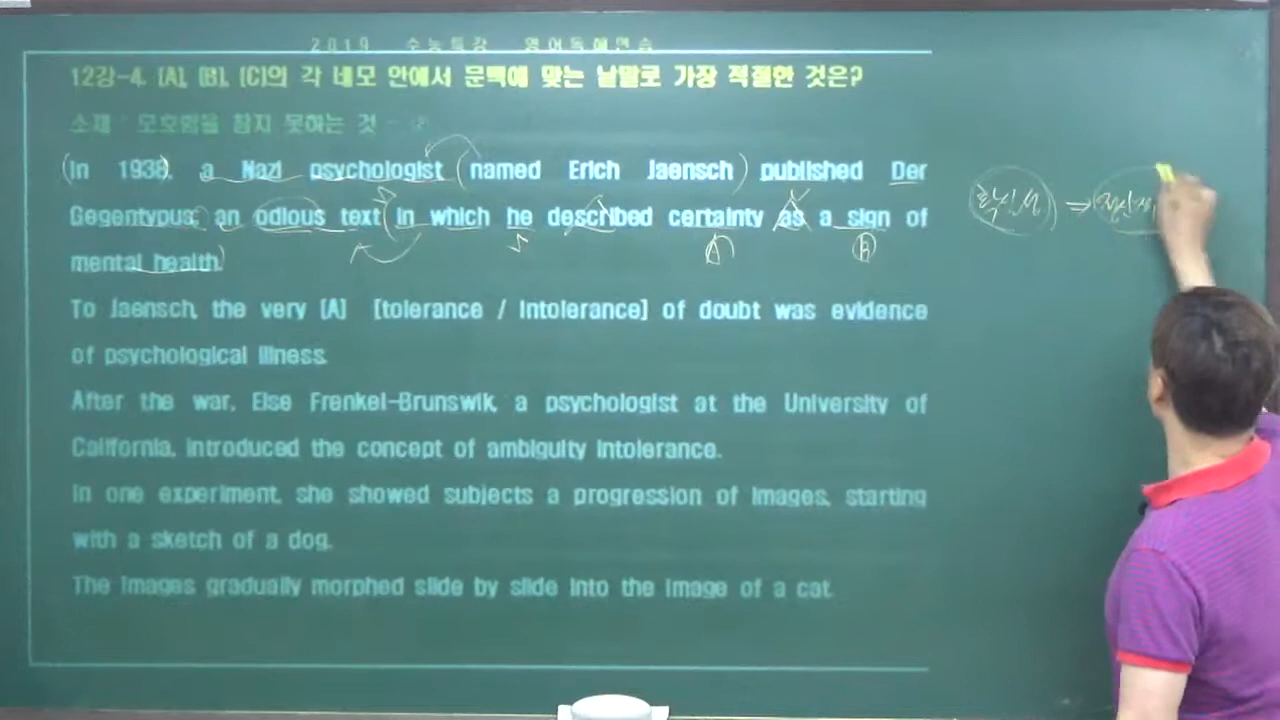 2019 수능특강 영어독해연습
12강-4. [A], [B], [C]의 각 네모 안에서 문맥에 맞는 낱말로 가장 적절한 것은?
소재 : 모호함을 참지 못하는 것 -
In 1938, a Nazi psychologist (named Erich Jaensch) published Der
Gegentypus, an odious text in which he described certainty as a sign of
mental health.
A B
To Jaensch, the very [A] [tolerance / intolerance] of doubt was evidence
of psychological illness.
After the war, Else Frenkel-Brunswik, a psychologist at the University of
California, introduced the concept of ambiguity intolerance.
In one experiment, she showed subjects a progression of images, starting
with a sketch of a dog.
The images gradually morphed slide by slide into the image of a cat.